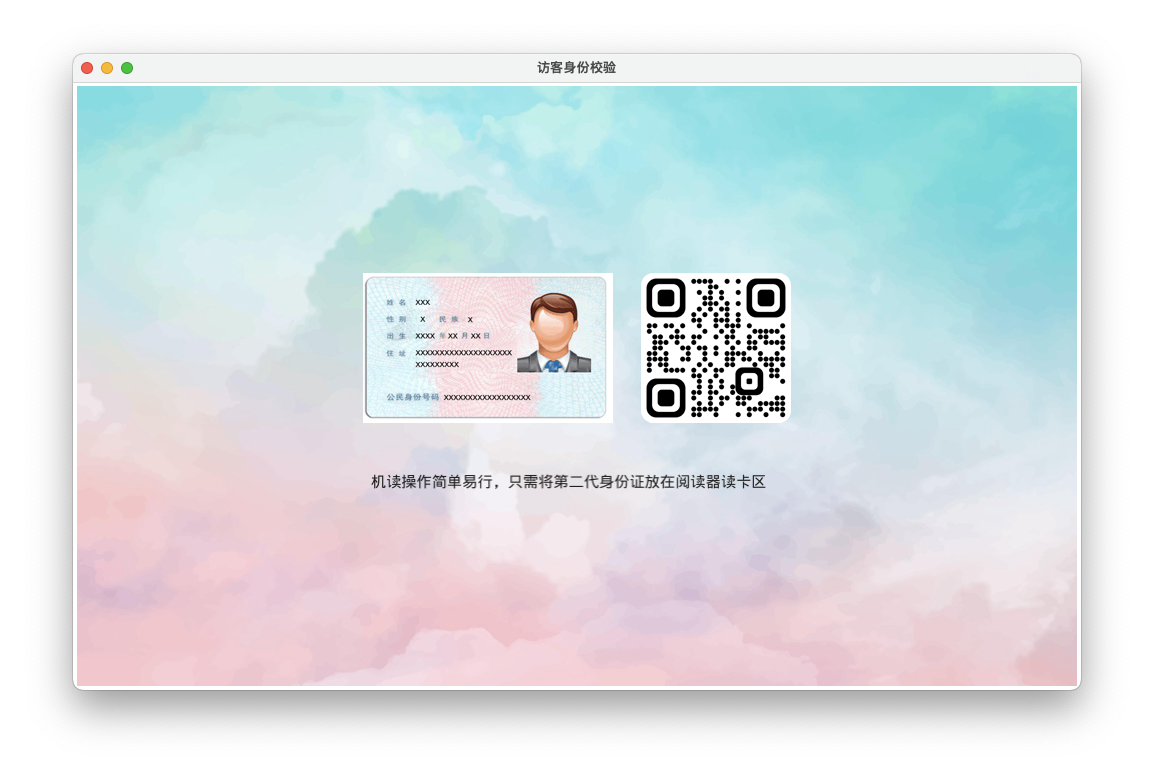 访客身份校验
姓 名 XXX
性 别 X 民 族 X
出 生 XXXX 年 XX 月 XX 日
住 址 XXXXXXXXXXXXXXXXXXXX
XXXXXXXXX
公民身份号码 XXXXXXXXXXXXXXXXXX
机读操作简单易行，只需将第二代身份证放在阅读器读卡区